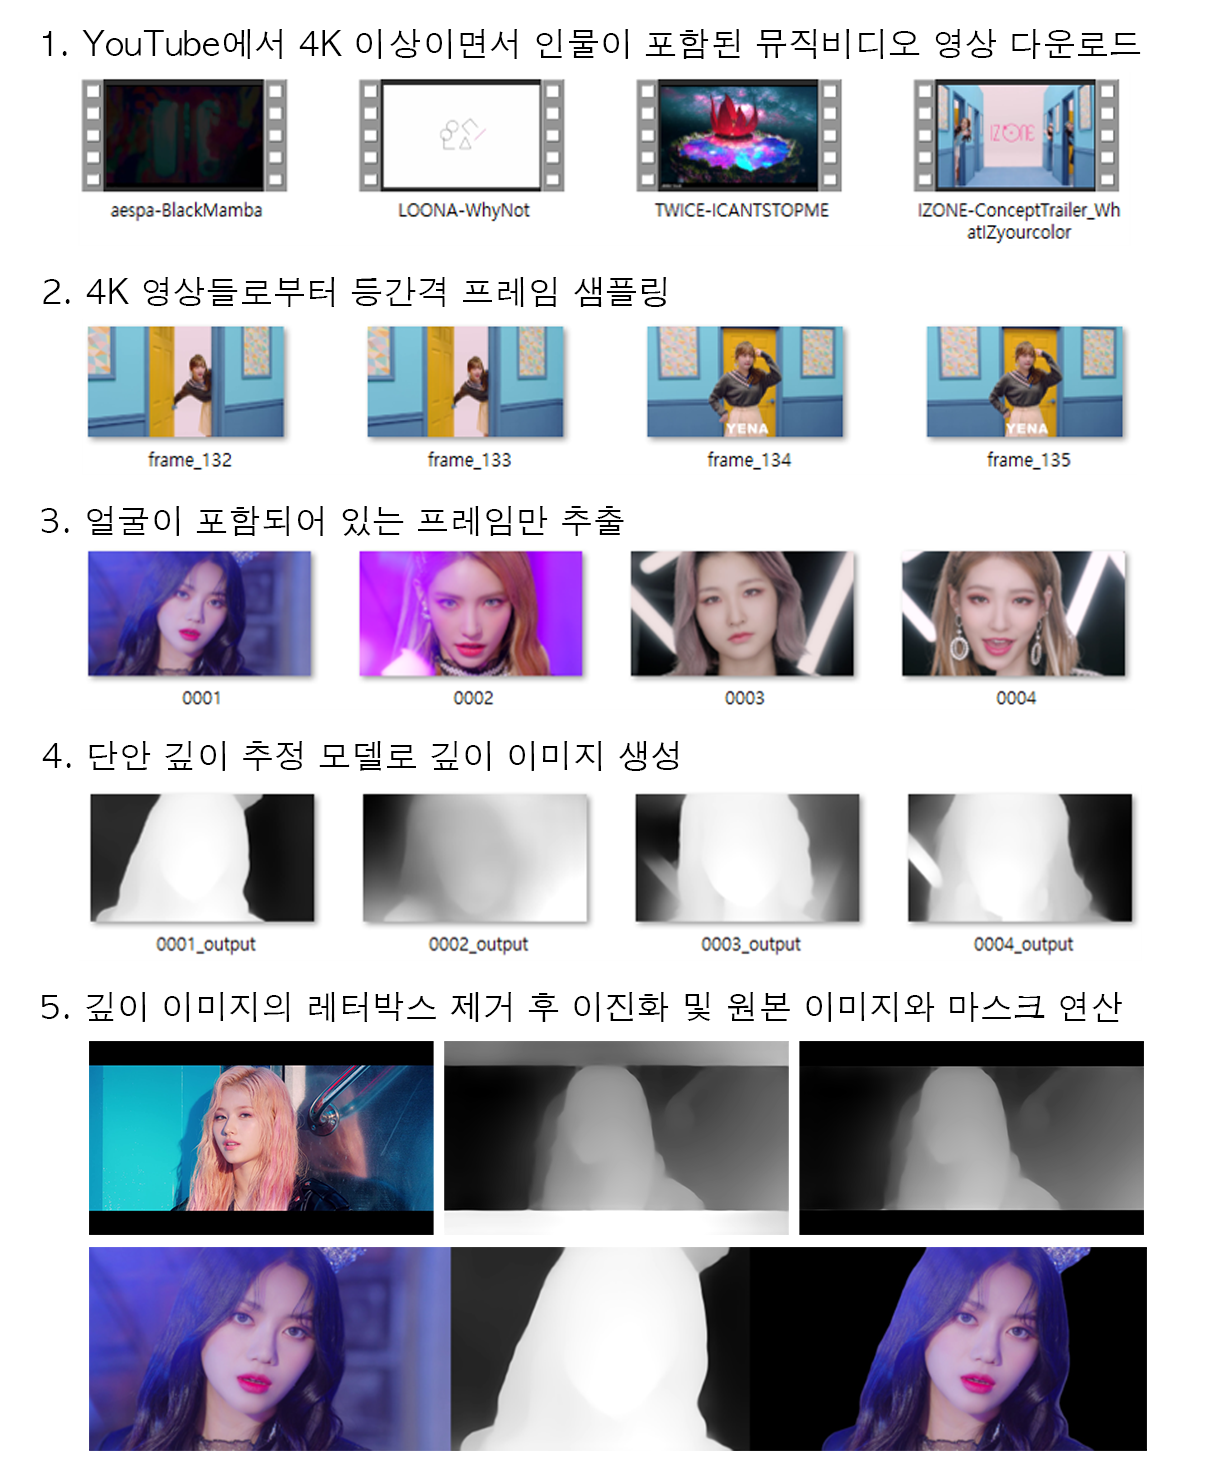 1. YouTube에서 4K 이상이면서 인물이 포함된 뮤직비디오 영상 다운로드
IZ*ONE
aespa-BlackMamba
LOONA-WhyNot
TWICE-ICANTSTOPME
IZONE-ConceptTrailer_Wh
atIZyourcolor
2. 4K 영상들로부터 등간격 프레임 샘플링
YENA
YENA
frame_132
frame_133
frame_134
frame_135
3. 얼굴이 포함되어 있는 프레임만 추출
0001
0002
0003
0004
4. 단안 깊이 추정 모델로 깊이 이미지 생성
0001_output
0002_output
0003_output
0004_output
5. 깊이 이미지의 레터박스 제거 후 이진화 및 원본 이미지와 마스크 연산